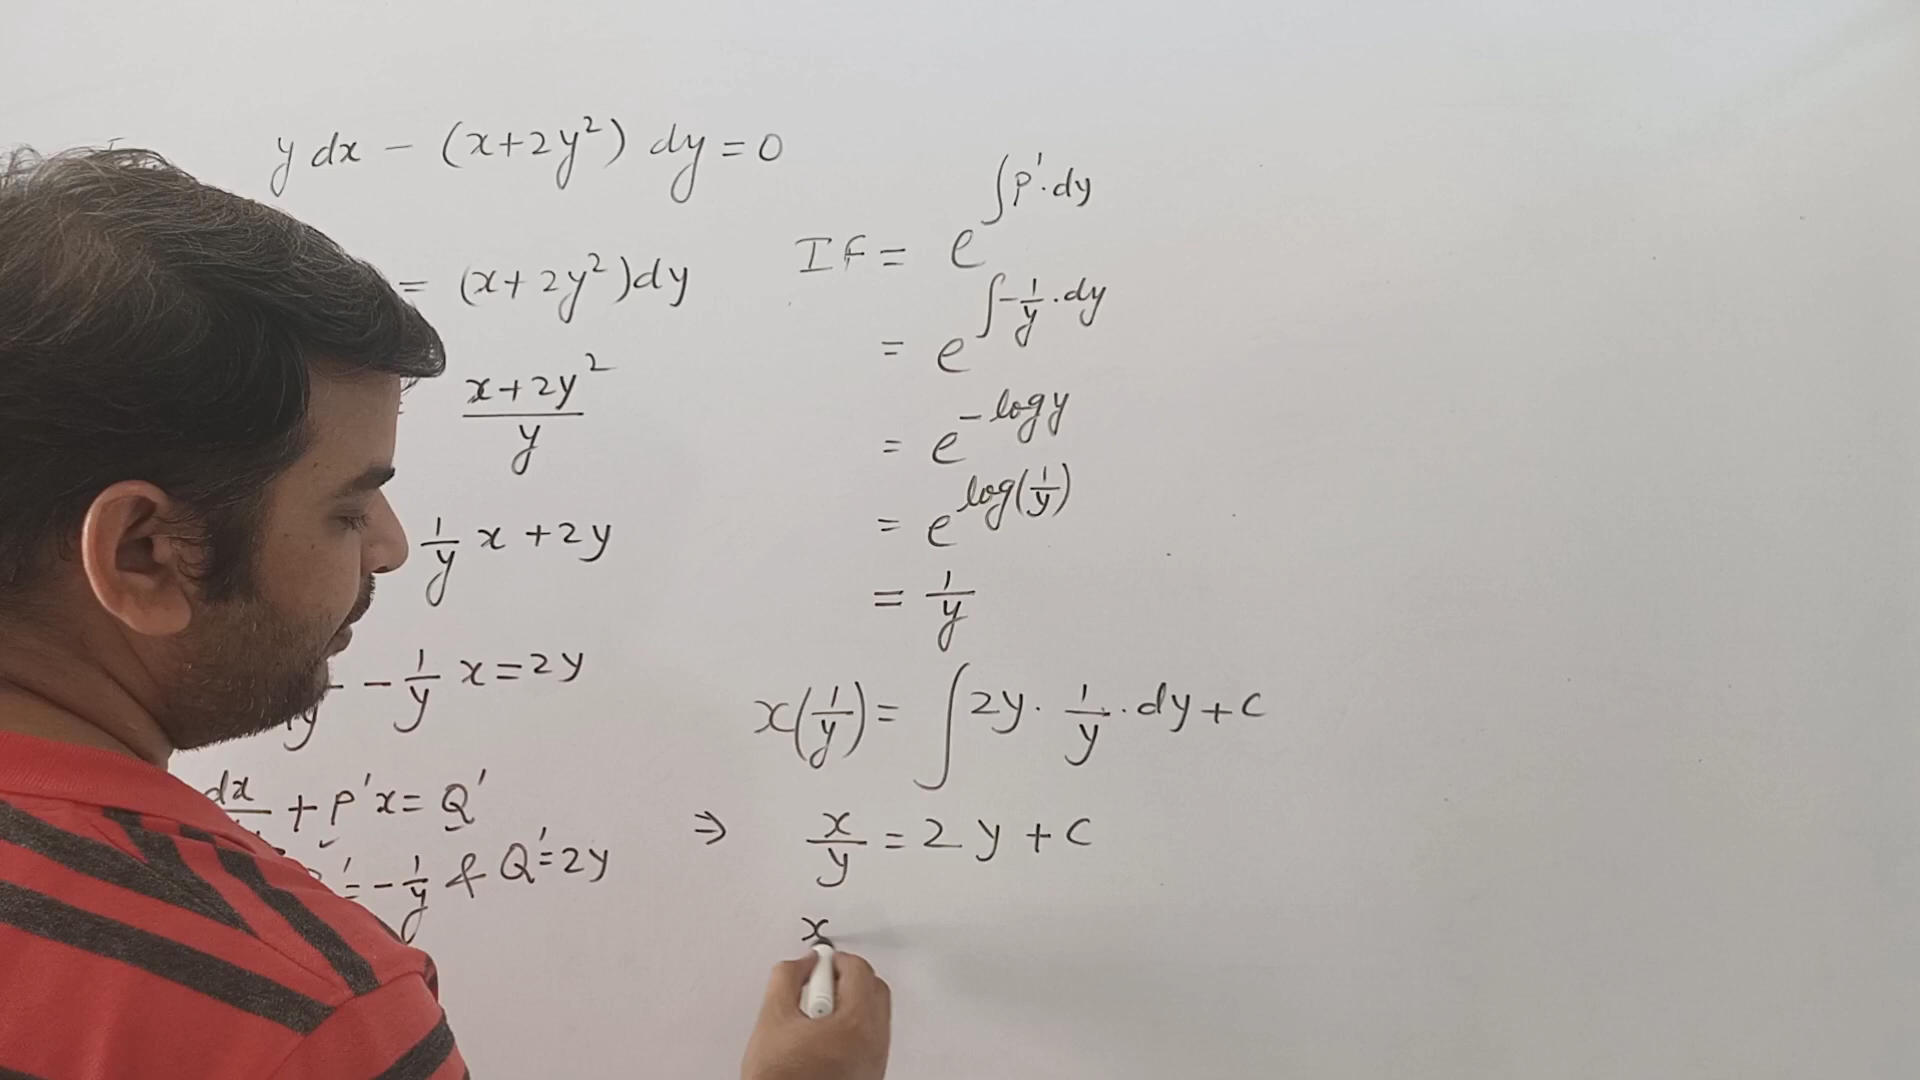 y dx - (x+2y²) dy = 0
= (x+2y²)dy
= x+2y² / y
1/y x + 2y
- 1/y x = 2y
dx + P'x = Q'
' = -1/y & Q' = 2y
IF = e^∫P'.dy
= e^∫-1/y.dy
= e^-log y
= e^log(1/y)
= 1/y
x(1/y) = ∫2y. 1/y .dy + C
⇒ x/y = 2y + C
x